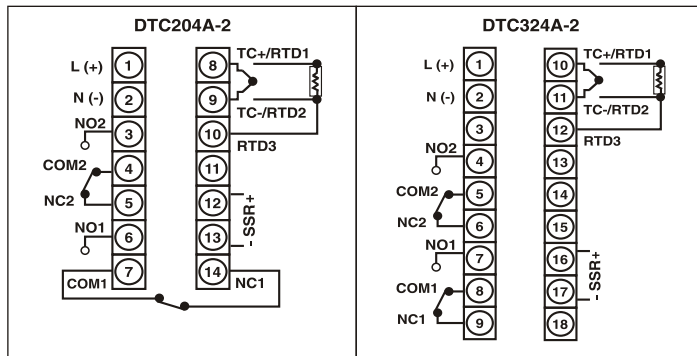 DTC204A-2
L (+)
N (-)
NO2
COM2
NC2
NO1
COM1
1
2
3
4
5
6
7
8
9
10
11
12
13
14
TC+/RTD1
TC-/RTD2
RTD3
- SSR+
NC1
DTC324A-2
L (+)
N (-)
NO2
COM2
NC2
NO1
COM1
NC1
1
2
3
4
5
6
7
8
9
10
11
12
13
14
15
16
17
18
TC+/RTD1
TC-/RTD2
RTD3
- SSR+